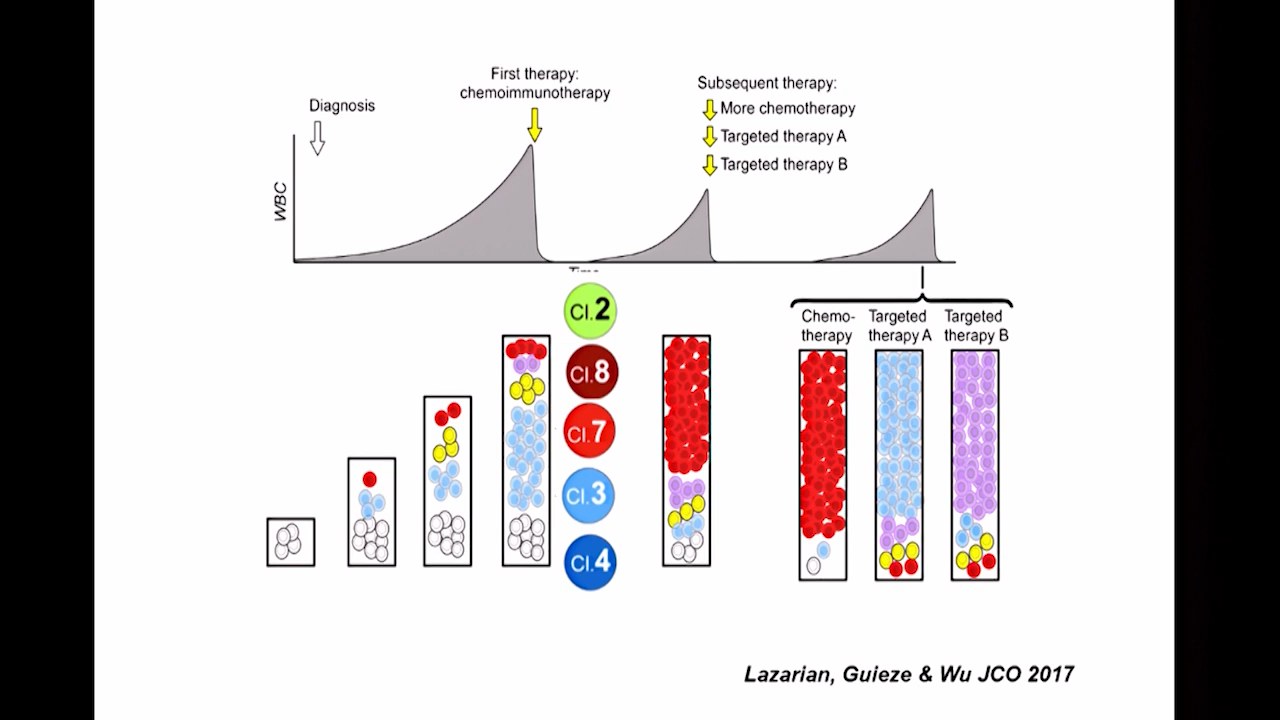 First therapy:
chemoimmunotherapy
Subsequent therapy:
More chemotherapy
Targeted therapy A
Targeted therapy B
Diagnosis
WBC
Cl.2
Cl.8
Cl.7
Cl.3
Cl.4
Chemo-
therapy
Targeted
therapy A
Targeted
therapy B
Lazarian, Guieze & Wu JCO 2017